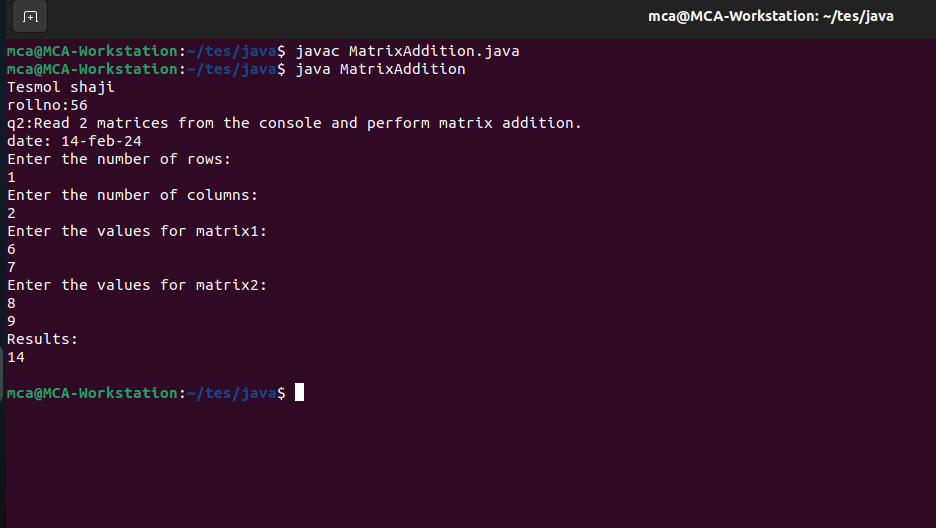 mca@MCA-Workstation: ~/tes/java
mca@MCA-Workstation:~/tes/java$ javac MatrixAddition.java
mca@MCA-Workstation:~/tes/java$ java MatrixAddition
Tesmol shaji
rollno:56
q2:Read 2 matrices from the console and perform matrix addition.
date: 14-feb-24
Enter the number of rows:
1
Enter the number of columns:
2
Enter the values for matrix1:
6
7
Enter the values for matrix2:
8
9
Results:
14
mca@MCA-Workstation:~/tes/java$